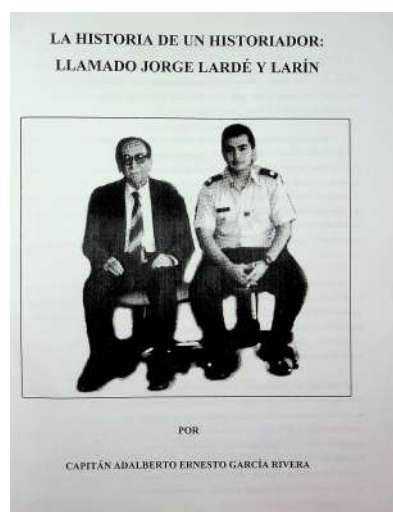 LA HISTORIA DE UN HISTORIADOR:
LLAMADO JORGE LARDÉ Y LARÍN
POR
CAPITÁN ADALBERTO ERNESTO GARCÍA RIVERA